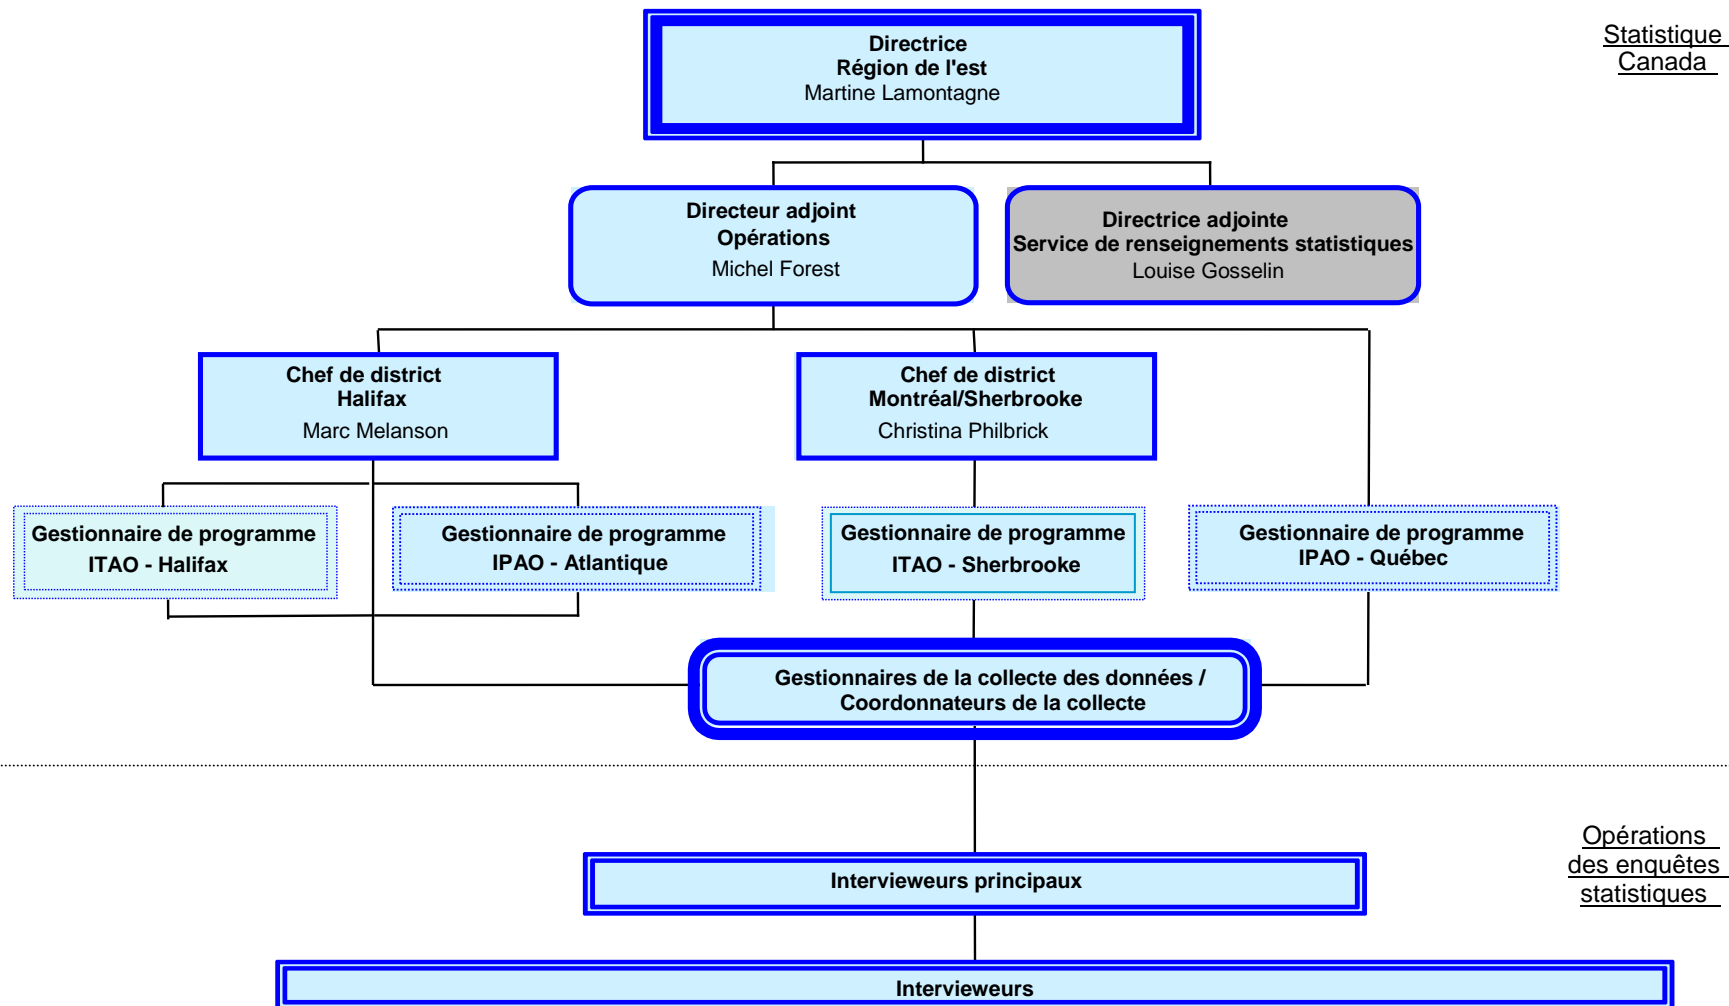 Directrice
Région de l'est
Martine Lamontagne
Statistique
Canada
Directeur adjoint
Opérations
Michel Forest
Directrice adjointe
Service de renseignements statistiques
Louise Gosselin
Chef de district
Halifax
Marc Melanson
Chef de district
Montréal/Sherbrooke
Christina Philbrick
Gestionnaire de programme
ITAO - Halifax
Gestionnaire de programme
IPAO - Atlantique
Gestionnaire de programme
ITAO - Sherbrooke
Gestionnaire de programme
IPAO - Québec
Gestionnaires de la collecte des données /
Coordonnateurs de la collecte
Opérations
des enquêtes
statistiques
Intervieweurs principaux
Intervieweurs